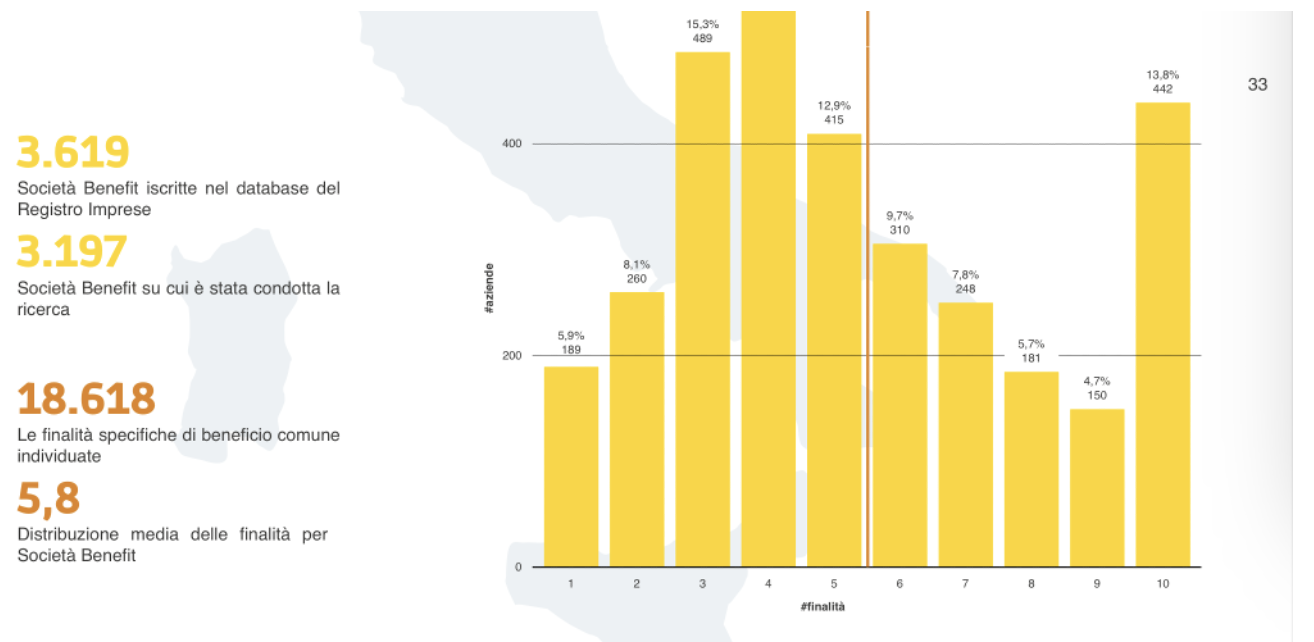 3.619
Società Benefit iscritte nel database del
Registro Imprese
3.197
Società Benefit su cui è stata condotta la
ricerca
18.618
Le finalità specifiche di beneficio comune
individuate
5,8
Distribuzione media delle finalità per
Società Benefit
#aziende
400
200
0
5,9%
189
8,1%
260
15,3%
489
12,9%
415
9,7%
310
7,8%
248
5,7%
181
4,7%
150
13,8%
442
1 2 3 4 5 6 7 8 9 10
#finalità
33